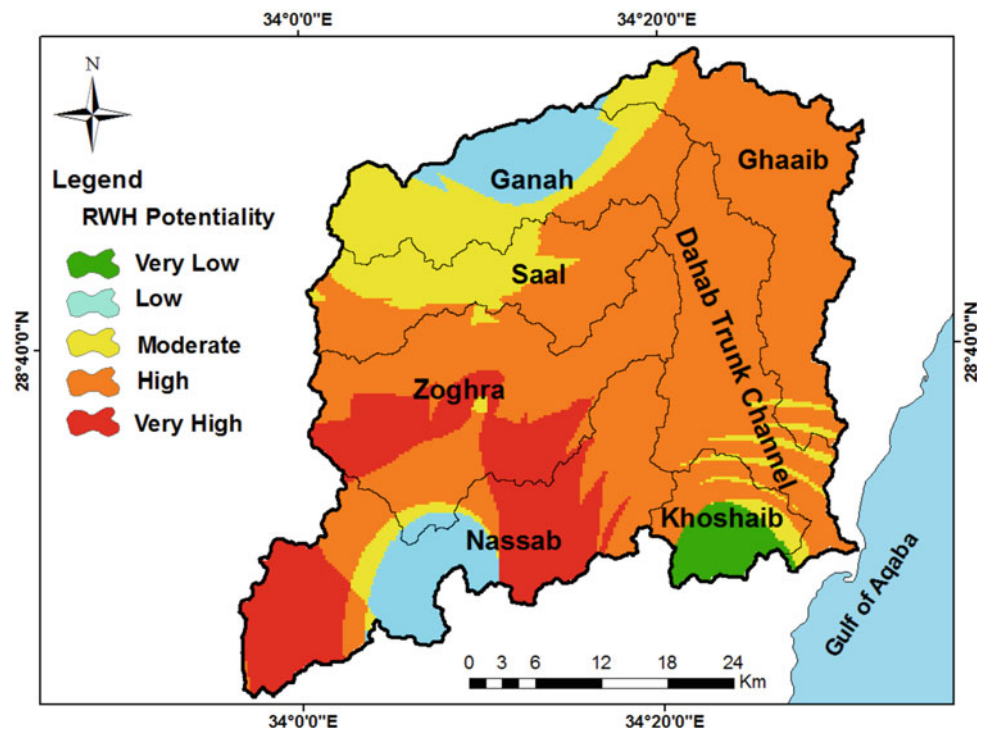 34°0'0"E 34°20'0"E
N
Legend
RWH Potentiality
Very Low
Low
Moderate
High
Very High
Ganah
Ghaaib
Saal
Dahab Trunk Channel
Zoghra
Khoshaib
Nassab
28°40'0"N
28°40'0"N
Gulf of Aqaba
0 3 6 12 18 24
Km
34°0'0"E 34°20'0"E